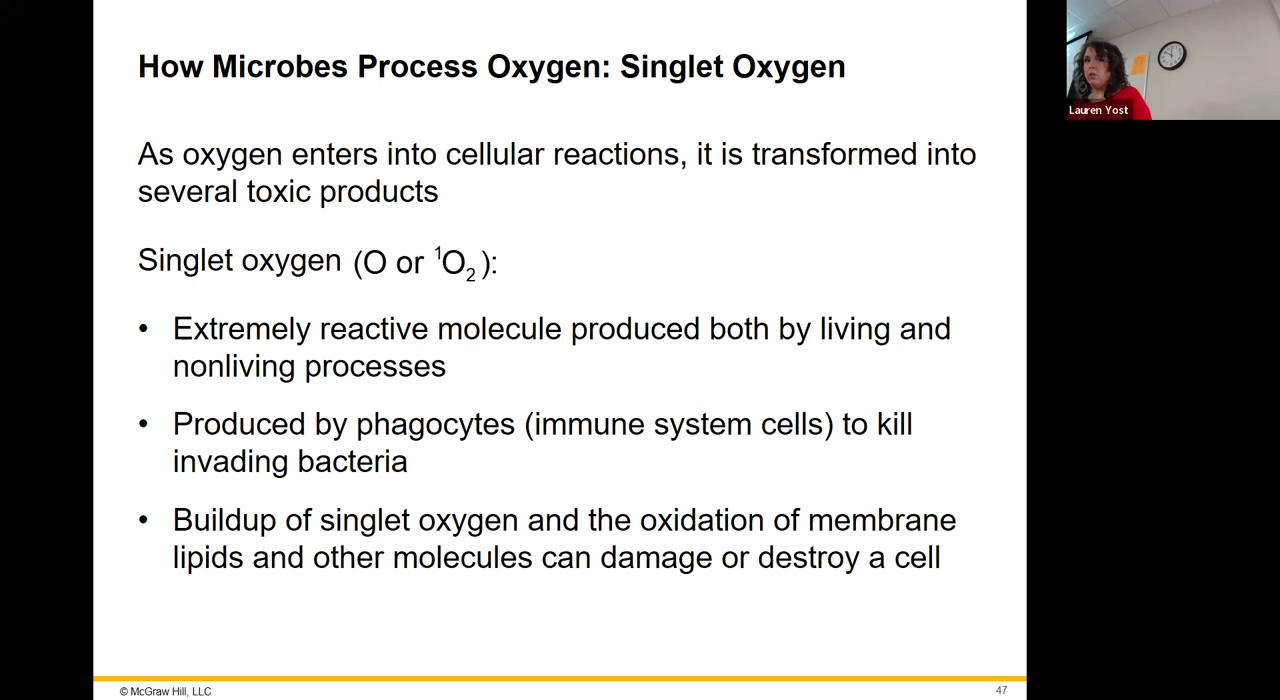 How Microbes Process Oxygen: Singlet Oxygen
Lauren Yost
As oxygen enters into cellular reactions, it is transformed into
several toxic products
Singlet oxygen (O or ¹O₂):
• Extremely reactive molecule produced both by living and
nonliving processes
• Produced by phagocytes (immune system cells) to kill
invading bacteria
• Buildup of singlet oxygen and the oxidation of membrane
lipids and other molecules can damage or destroy a cell
© McGraw Hill, LLC
47